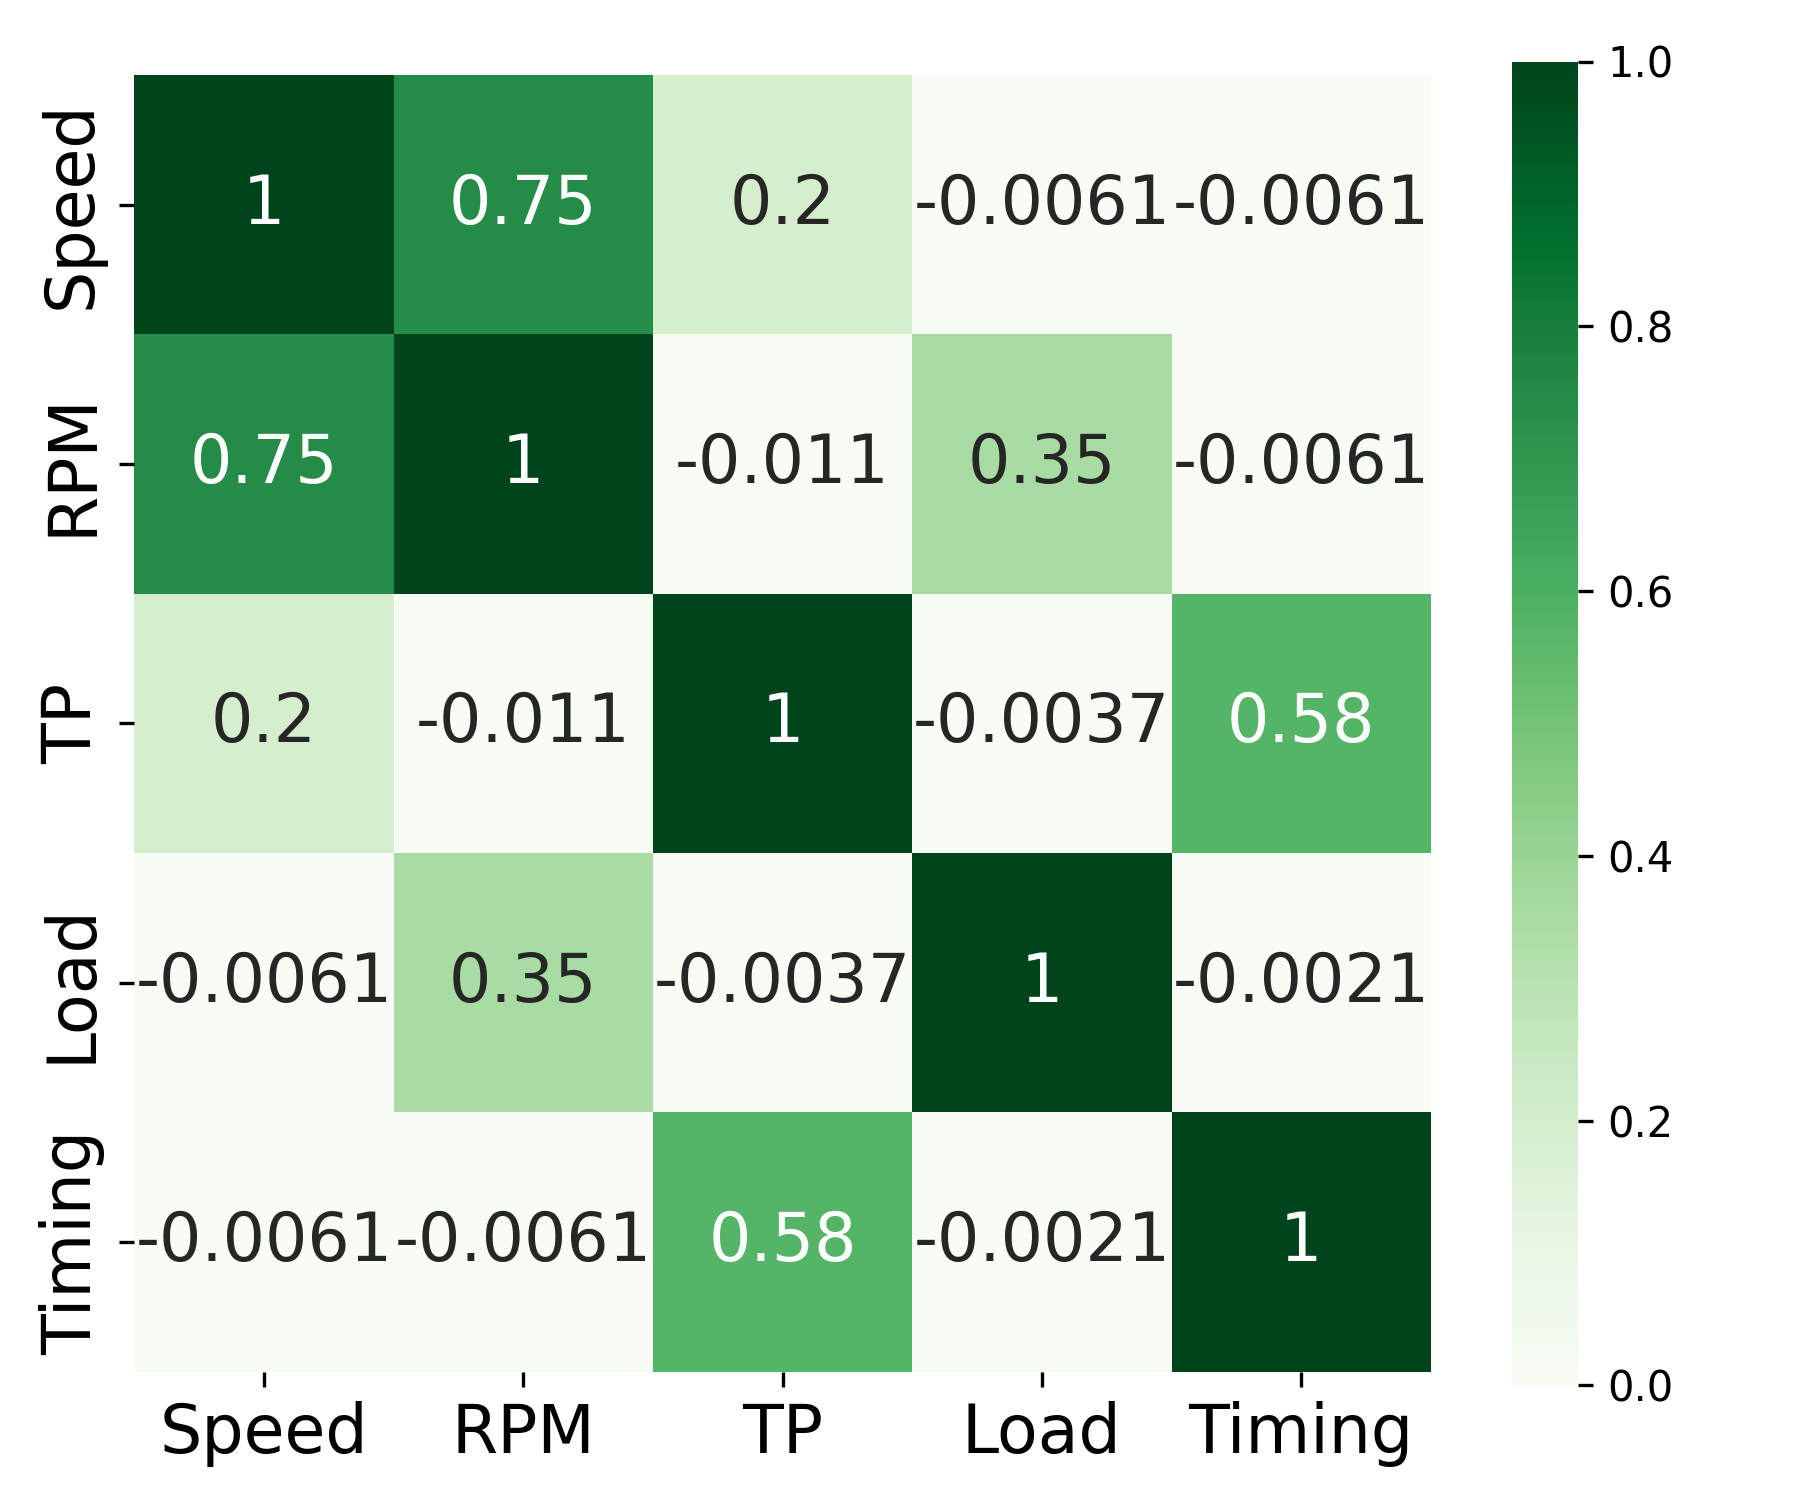 1.0
Speed 1 0.75 0.2 -0.0061 -0.0061
0.8
RPM 0.75 1 -0.011 0.35 -0.0061
0.6
TP 0.2 -0.011 1 -0.0037 0.58
0.4
Load -0.0061 0.35 -0.0037 1 -0.0021
0.2
Timing -0.0061 -0.0061 0.58 -0.0021 1
0.0
Speed RPM TP Load Timing